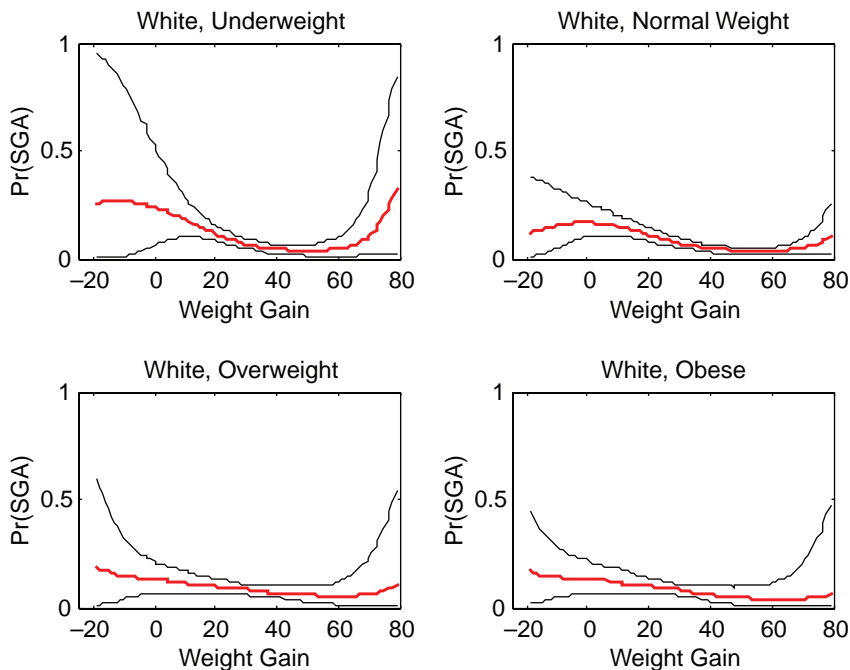 White, Underweight
1
0.5
0
Pr(SGA)
–20 0 20 40 60 80
Weight Gain
White, Normal Weight
1
0.5
0
Pr(SGA)
–20 0 20 40 60 80
Weight Gain
White, Overweight
1
0.5
0
Pr(SGA)
–20 0 20 40 60 80
Weight Gain
White, Obese
1
0.5
0
Pr(SGA)
–20 0 20 40 60 80
Weight Gain